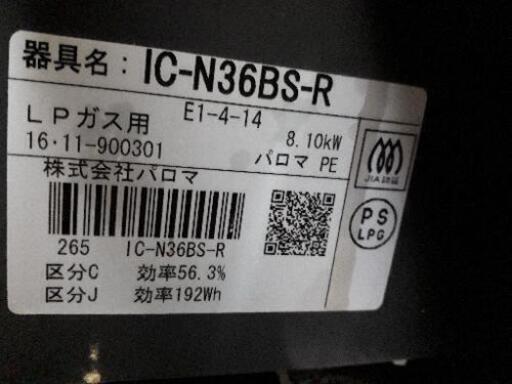 器具名：IC-N36BS-R
LPガス用 E1-4-14 8.10kW
16・11-900301 パロマ PE
株式会社パロマ
JIA認証
PS
LPG
265 IC-N36BS-R
区分C 効率56.3%
区分J 効率192Wh